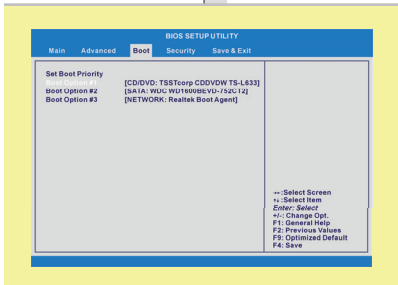 BIOS SETUP UTILITY
Main Advanced Boot Security Save & Exit
Set Boot Priority
Boot Option #1 [CD/DVD: TSSTcorp CDDVDW TS-L633]
Boot Option #2 [SATA: WDC WD1600BEVD-752CT2]
Boot Option #3 [NETWORK: Realtek Boot Agent]
↔:Select Screen
↑↓:Select Item
Enter: Select
+/-: Change Opt.
F1: General Help
F2: Previous Values
F9: Optimized Default
F4: Save